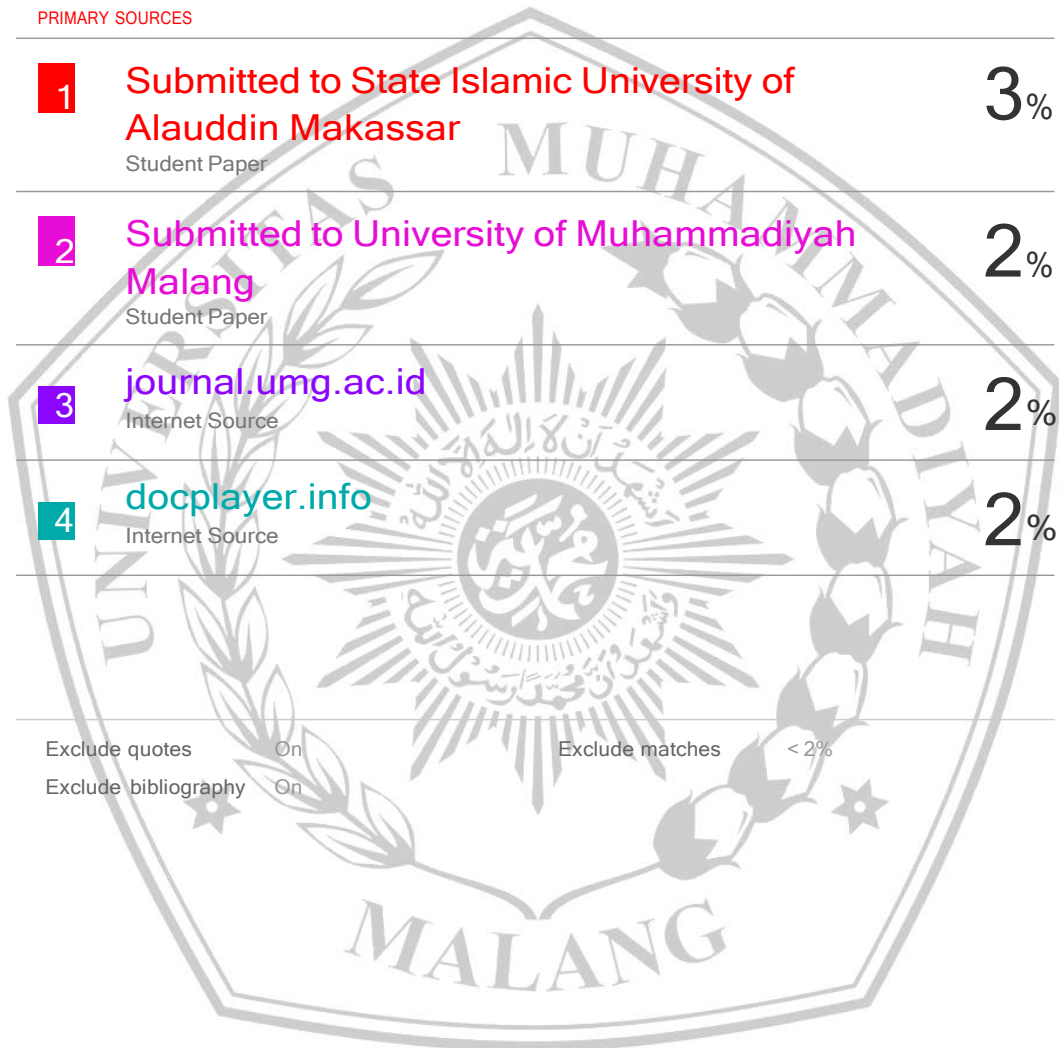 PRIMARY SOURCES
1
Submitted to State Islamic University of
Alauddin Makassar
Student Paper
3%
2
Submitted to University of Muhammadiyah
Malang
Student Paper
2%
3
journal.umg.ac.id
Internet Source
2%
4
docplayer.info
Internet Source
2%
Exclude quotes On
Exclude matches < 2%
Exclude bibliography On
UNIVERSITAS MUHAMMADIYAH
MALANG